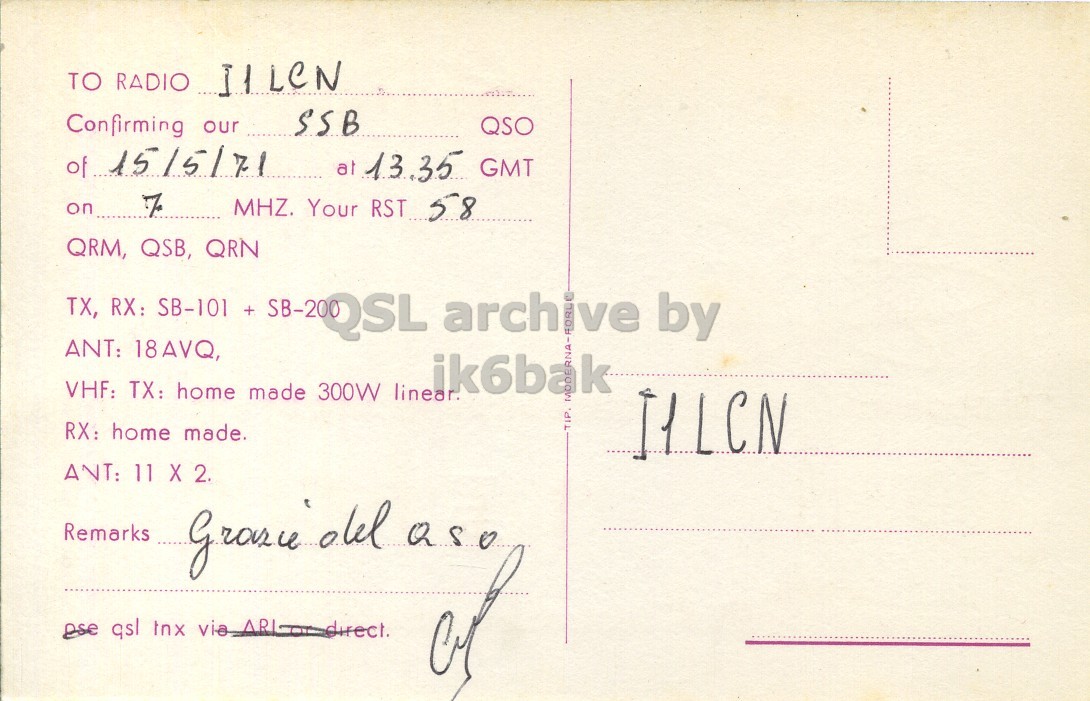 TO RADIO I1LCN
Confirming our SSB QSO
of 15/5/71 at 13.35 GMT
on 7 MHZ. Your RST 58
QRM, QSB, QRN
TX, RX: SB-101 + SB-200
ANT: 18AVQ,
VHF: TX: home made 300W linear.
RX: home made.
ANT: 11 X 2.
Remarks Grazie del QSO
pse qsl tnx via ARI or direct.
TIP. MODERNA-FORLI
I1LCN
QSL archive by
ik6bak